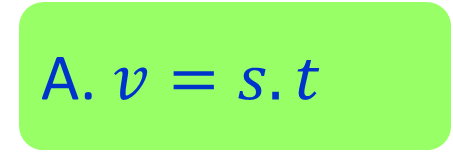 A. v = s.t